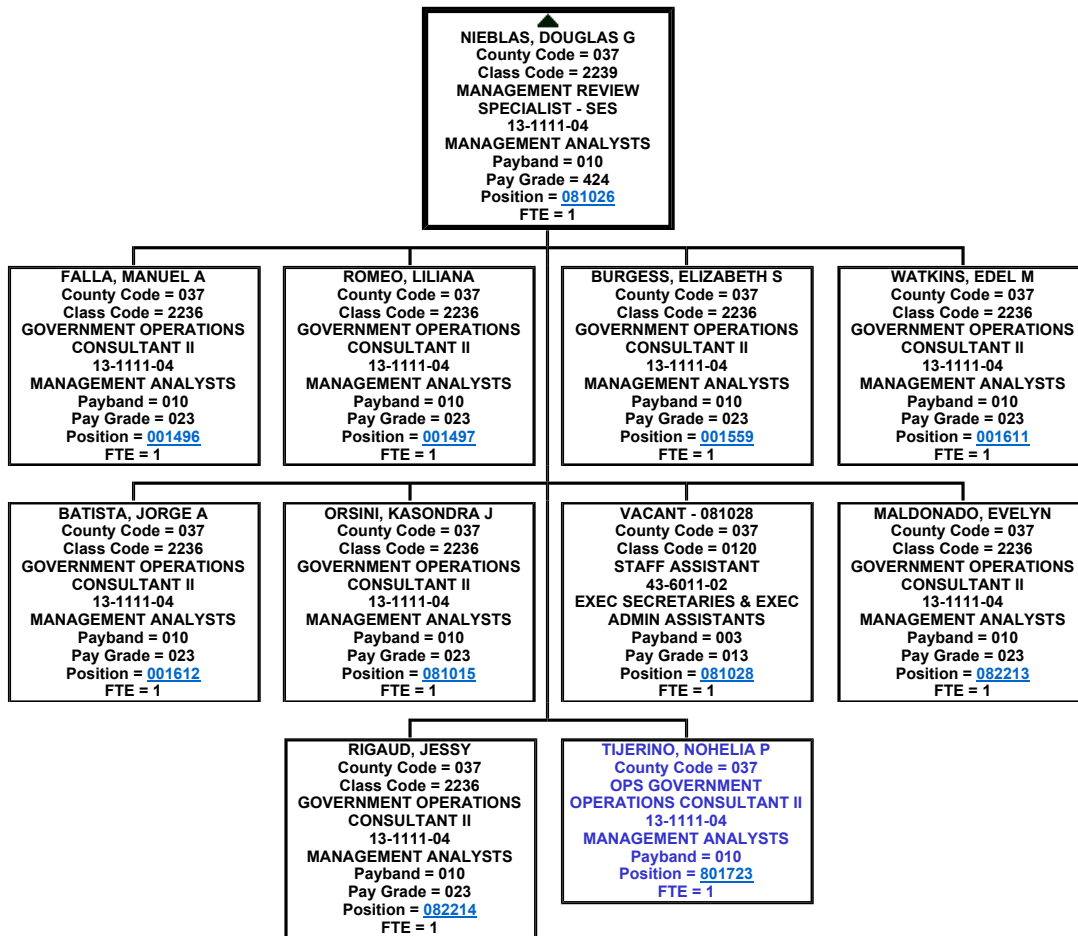 NIEBLAS, DOUGLAS G
County Code = 037
Class Code = 2239
MANAGEMENT REVIEW
SPECIALIST - SES
13-1111-04
MANAGEMENT ANALYSTS
Payband = 010
Pay Grade = 424
Position = 081026
FTE = 1
FALLA, MANUEL A
County Code = 037
Class Code = 2236
GOVERNMENT OPERATIONS
CONSULTANT II
13-1111-04
MANAGEMENT ANALYSTS
Payband = 010
Pay Grade = 023
Position = 001496
FTE = 1
ROMEO, LILIANA
County Code = 037
Class Code = 2236
GOVERNMENT OPERATIONS
CONSULTANT II
13-1111-04
MANAGEMENT ANALYSTS
Payband = 010
Pay Grade = 023
Position = 001497
FTE = 1
BURGESS, ELIZABETH S
County Code = 037
Class Code = 2236
GOVERNMENT OPERATIONS
CONSULTANT II
13-1111-04
MANAGEMENT ANALYSTS
Payband = 010
Pay Grade = 023
Position = 001559
FTE = 1
WATKINS, EDEL M
County Code = 037
Class Code = 2236
GOVERNMENT OPERATIONS
CONSULTANT II
13-1111-04
MANAGEMENT ANALYSTS
Payband = 010
Pay Grade = 023
Position = 001611
FTE = 1
BATISTA, JORGE A
County Code = 037
Class Code = 2236
GOVERNMENT OPERATIONS
CONSULTANT II
13-1111-04
MANAGEMENT ANALYSTS
Payband = 010
Pay Grade = 023
Position = 001612
FTE = 1
ORSINI, KASONDRA J
County Code = 037
Class Code = 2236
GOVERNMENT OPERATIONS
CONSULTANT II
13-1111-04
MANAGEMENT ANALYSTS
Payband = 010
Pay Grade = 023
Position = 081015
FTE = 1
VACANT - 081028
County Code = 037
Class Code = 0120
STAFF ASSISTANT
43-6011-02
EXEC SECRETARIES & EXEC
ADMIN ASSISTANTS
Payband = 003
Pay Grade = 013
Position = 081028
FTE = 1
MALDONADO, EVELYN
County Code = 037
Class Code = 2236
GOVERNMENT OPERATIONS
CONSULTANT II
13-1111-04
MANAGEMENT ANALYSTS
Payband = 010
Pay Grade = 023
Position = 082213
FTE = 1
RIGAUD, JESSY
County Code = 037
Class Code = 2236
GOVERNMENT OPERATIONS
CONSULTANT II
13-1111-04
MANAGEMENT ANALYSTS
Payband = 010
Pay Grade = 023
Position = 082214
FTE = 1
TIJERINO, NOHELIA P
County Code = 037
OPS GOVERNMENT
OPERATIONS CONSULTANT II
13-1111-04
MANAGEMENT ANALYSTS
Payband = 010
Position = 801723
FTE = 1